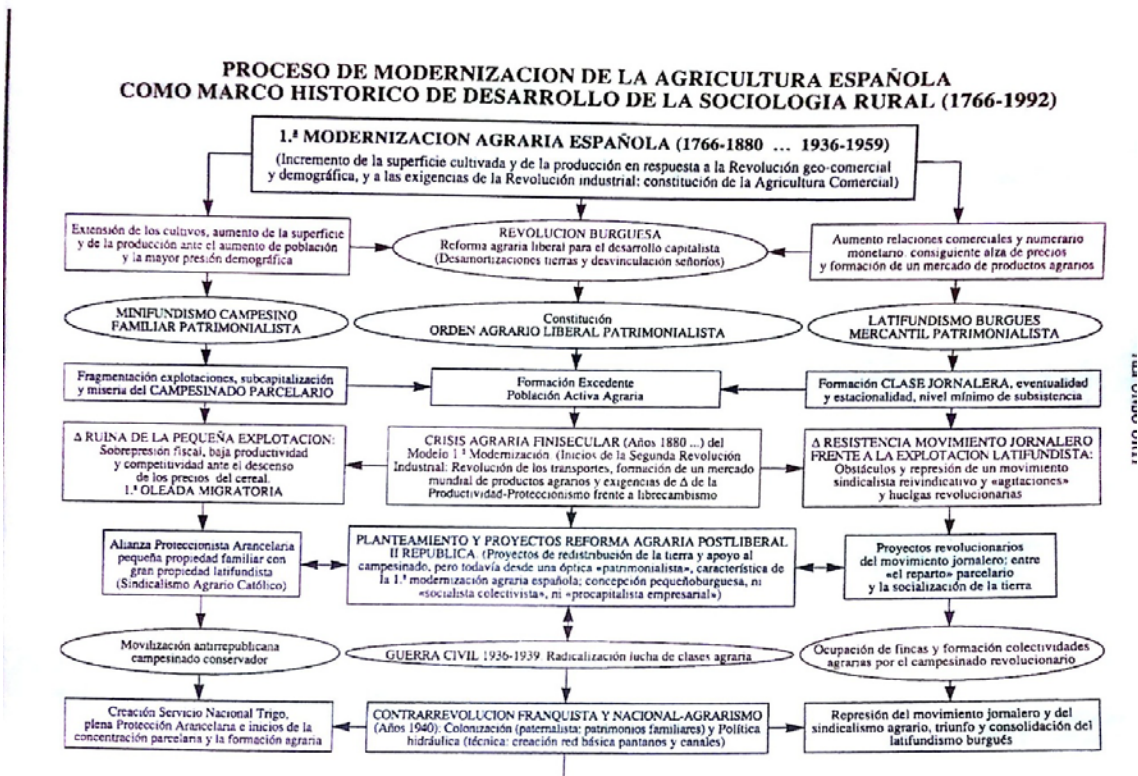 PROCESO DE MODERNIZACION DE LA AGRICULTURA ESPAÑOLA
COMO MARCO HISTORICO DE DESARROLLO DE LA SOCIOLOGIA RURAL (1766-1992)
1.ª MODERNIZACION AGRARIA ESPAÑOLA (1766-1880 ... 1936-1959)
(Incremento de la superficie cultivada y de la producción en respuesta a la Revolución geo-comercial
y demográfica, y a las exigencias de la Revolución industrial: constitución de la Agricultura Comercial)
Extensión de los cultivos, aumento de la superficie
y de la producción ante el aumento de población
y la mayor presión demográfica
REVOLUCION BURGUESA
Reforma agraria liberal para el desarrollo capitalista
(Desamortizaciones tierras y desvinculación señoríos)
Aumento relaciones comerciales y numerario
monetario, consiguiente alza de precios
y formación de un mercado de productos agrarios
MINIFUNDISMO CAMPESINO
FAMILIAR PATRIMONIALISTA
Constitución
ORDEN AGRARIO LIBERAL PATRIMONIALISTA
LATIFUNDISMO BURGUES
MERCANTIL PATRIMONIALISTA
Fragmentación explotaciones, subcapitalización
y miseria del CAMPESINADO PARCELARIO
Formación Excedente
Población Activa Agraria
Formación CLASE JORNALERA, eventualidad
y estacionalidad, nivel mínimo de subsistencia
Δ RUINA DE LA PEQUEÑA EXPLOTACION:
Sobrepresión fiscal, baja productividad
y competitividad ante el descenso
de los precios del cereal.
1.ª OLEADA MIGRATORIA
CRISIS AGRARIA FINISECULAR (Años 1880 ...) del
Modelo 1.ª Modernización (Inicios de la Segunda Revolución
Industrial: Revolución de los transportes, formación de un mercado
mundial de productos agrarios y exigencias de Δ de la
Productividad-Proteccionismo frente a librecambismo
Δ RESISTENCIA MOVIMIENTO JORNALERO
FRENTE A LA EXPLOTACION LATIFUNDISTA:
Obstáculos y represión de un movimiento
sindicalista reivindicativo y «agitaciones»
y huelgas revolucionarias
Alianza Proteccionista Arancelaria
pequeña propiedad familiar con
gran propiedad latifundista
(Sindicalismo Agrario Católico)
PLANTEAMIENTO Y PROYECTOS REFORMA AGRARIA POSTLIBERAL
II REPUBLICA. (Proyectos de redistribución de la tierra y apoyo al
campesinado, pero todavía desde una óptica «patrimonialista», característica de
la 1.ª modernización agraria española; concepción pequeñoburguesa, ni
«socialista colectivista», ni «procapitalista empresarial»)
Proyectos revolucionarios
del movimiento jornalero: entre
«el reparto» parcelario
y la socialización de la tierra
Movilización antirrepublicana
campesinado conservador
GUERRA CIVIL 1936-1939. Radicalización lucha de clases agraria
Ocupación de fincas y formación colectividades
agrarias por el campesinado revolucionario
Creación Servicio Nacional Trigo,
plena Protección Arancelaria e inicios de la
concentración parcelaria y la formación agraria
CONTRARREVOLUCION FRANQUISTA Y NACIONAL-AGRARISMO
(Años 1940): Colonización (paternalista: patrimonios familiares) y Política
hidráulica (técnica: creación red básica pantanos y canales)
Represión del movimiento jornalero y del
sindicalismo agrario, triunfo y consolidación del
latifundismo burgués